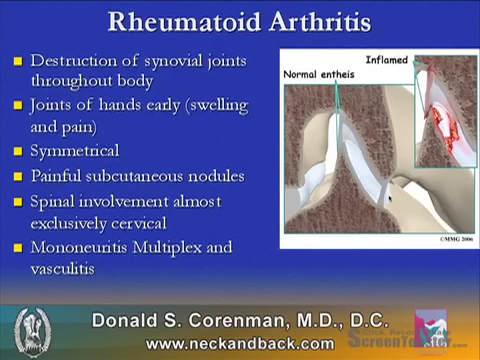 Rheumatoid Arthritis
Destruction of synovial joints
throughout body
Joints of hands early (swelling
and pain)
Symmetrical
Painful subcutaneous nodules
Spinal involvement almost
exclusively cervical
Mononeuritis Multiplex and
vasculitis
Inflamed
Normal entheis
©MMG 2006
Donald S. Corenman, M.D., D.C.
www.neckandback.com